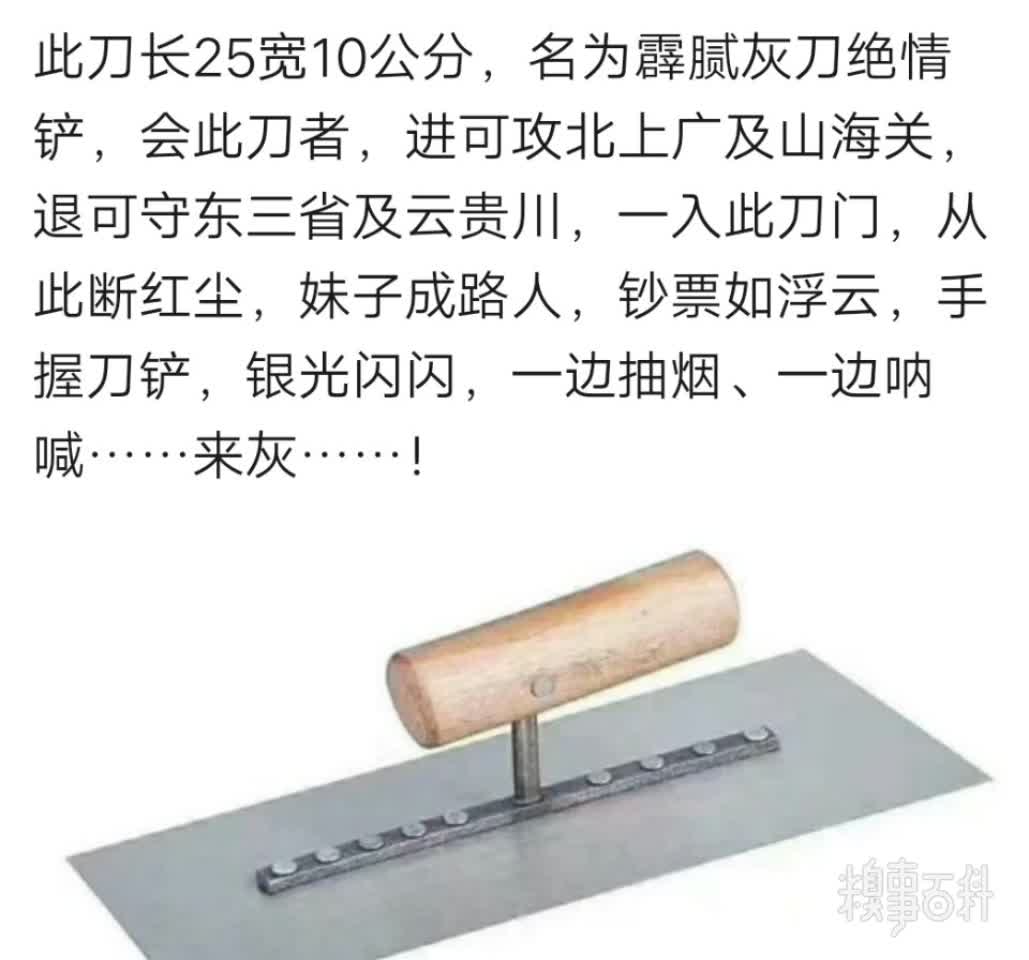 此刀长25宽10公分，名为霹腻灰刀绝情
铲，会此刀者，进可攻北上广及山海关，
退可守东三省及云贵川，一入此刀门，从
此断红尘，妹子成路人，钞票如浮云，手
握刀铲，银光闪闪，一边抽烟、一边呐
喊……来灰……！
糗事百科